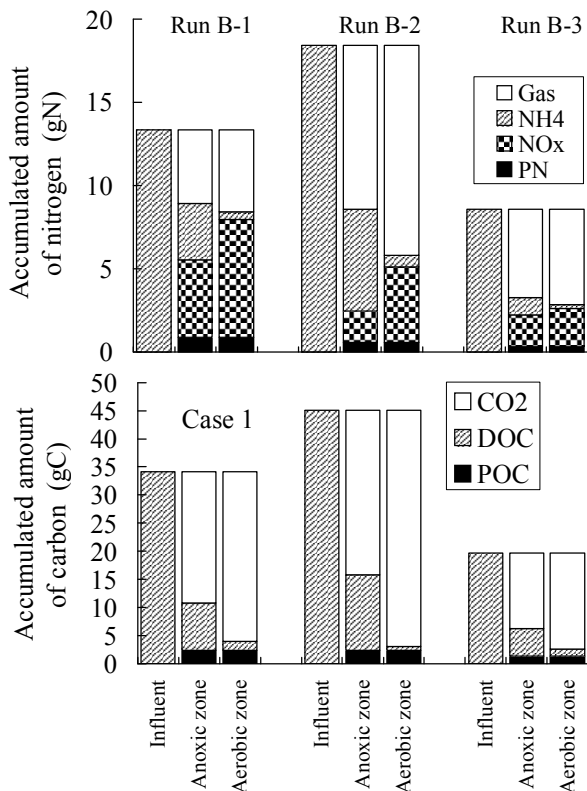 Run B-1 Run B-2 Run B-3
Accumulated amount
of nitrogen (gN)
20
15
10
5
0
Gas
NH4
NOx
PN
Accumulated amount
of carbon (gC)
50
45
40
35
30
25
20
15
10
5
0
Case 1
CO2
DOC
POC
Influent
Anoxic zone
Aerobic zone
Influent
Anoxic zone
Aerobic zone
Influent
Anoxic zone
Aerobic zone